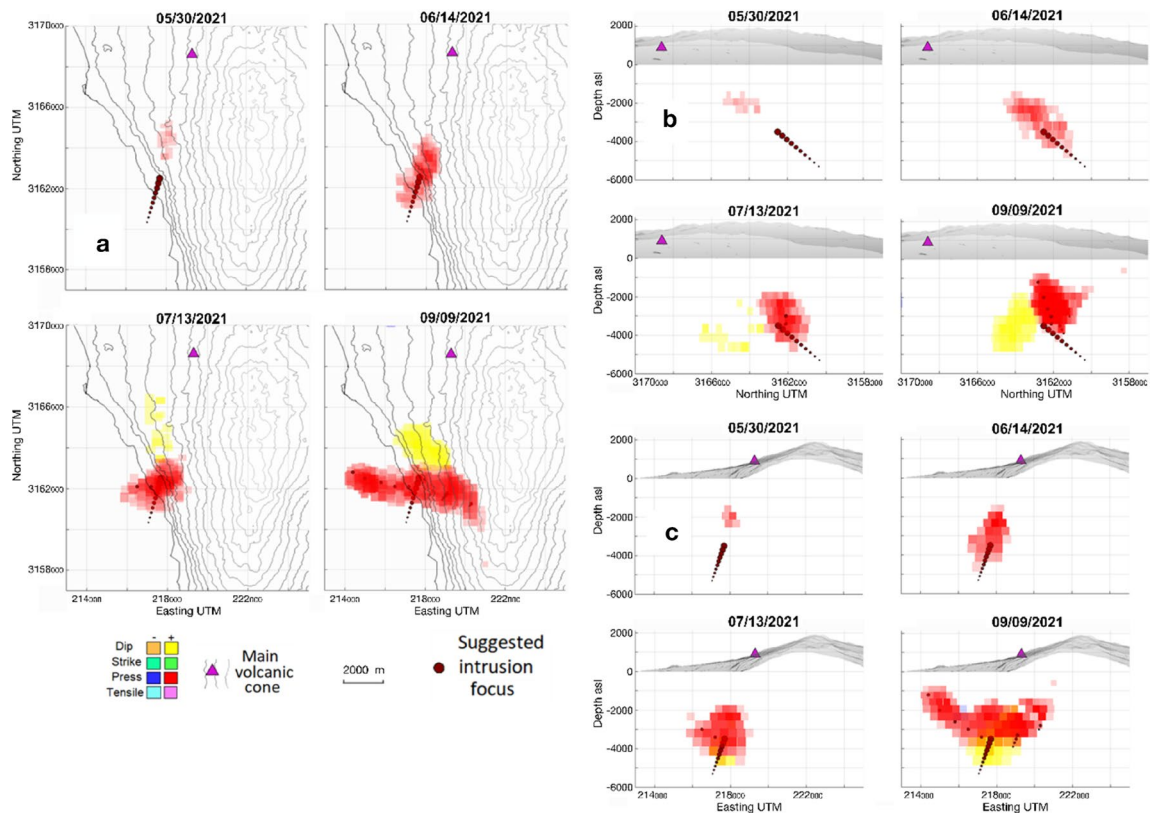 05/30/2021
06/14/2021
3170000
3166000
3162000
3158000
Northing UTM
a
07/13/2021
09/09/2021
3170000
3166000
3162000
3158000
Northing UTM
214000
218000
222000
214000
218000
222000
Easting UTM
- +
Dip
Strike
Press
Tensile
Main
volcanic
cone
2000 m
Suggested
intrusion
focus
05/30/2021
06/14/2021
2000
0
-2000
-4000
-6000
Depth asl
b
07/13/2021
09/09/2021
2000
0
-2000
-4000
-6000
Depth asl
3170000
3166000
3162000
3158000
3170000
3166000
3162000
3158000
Northing UTM
Northing UTM
05/30/2021
06/14/2021
2000
0
-2000
-4000
-6000
Depth asl
c
07/13/2021
09/09/2021
2000
0
-2000
-4000
-6000
Depth asl
214000
218000
222000
214000
218000
222000
Easting UTM
Easting UTM